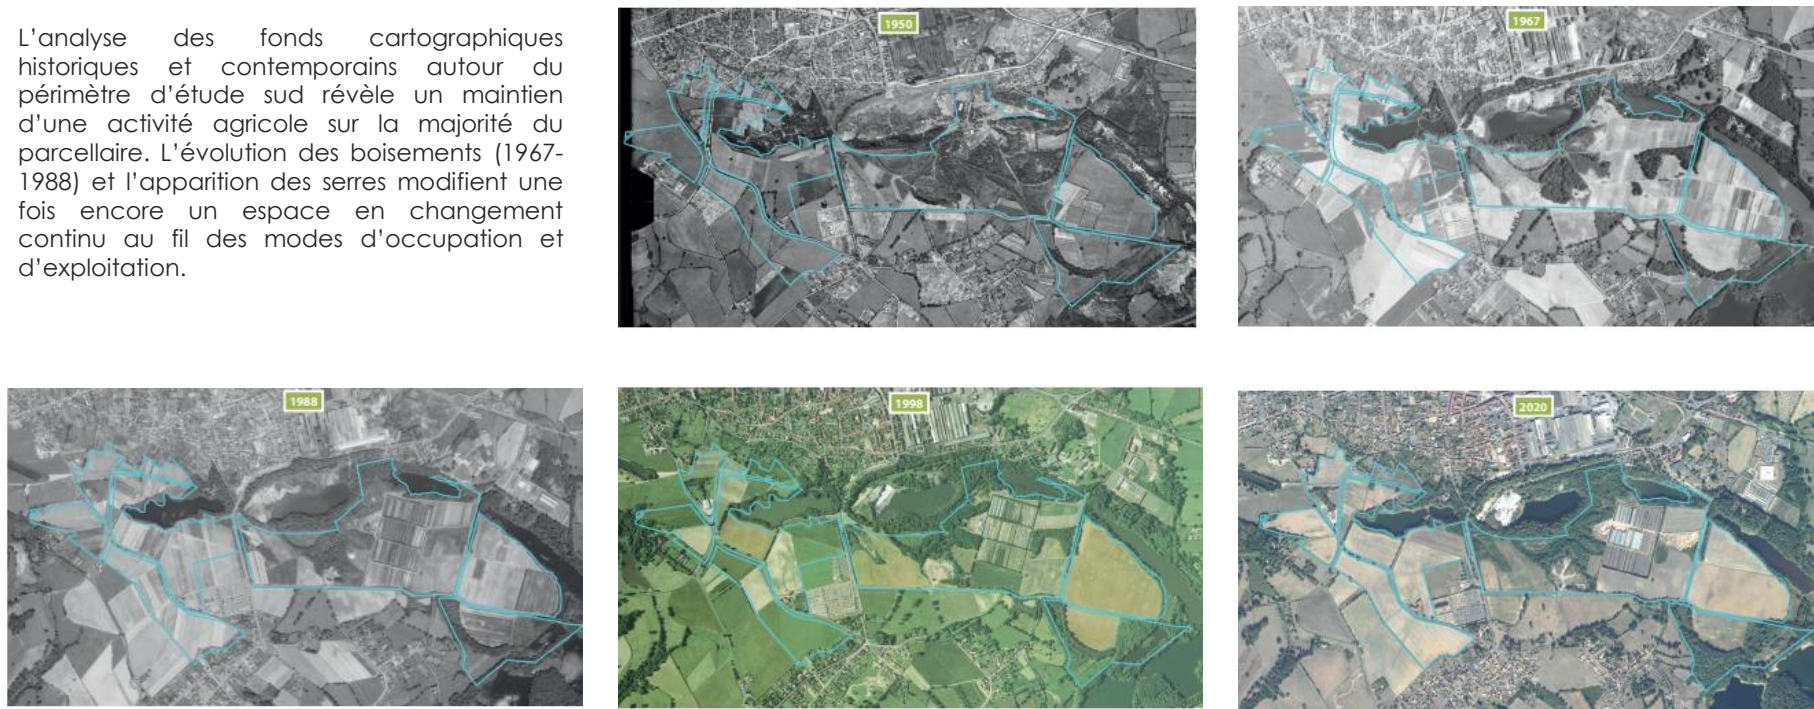 L'analyse des fonds cartographiques
historiques et contemporains autour du
périmètre d'étude sud révèle un maintien
d'une activité agricole sur la majorité du
parcellaire. L'évolution des boisements (1967-
1988) et l'apparition des serres modifient une
fois encore un espace en changement
continu au fil des modes d'occupation et
d'exploitation.
1950
1967
1988
1998
2020